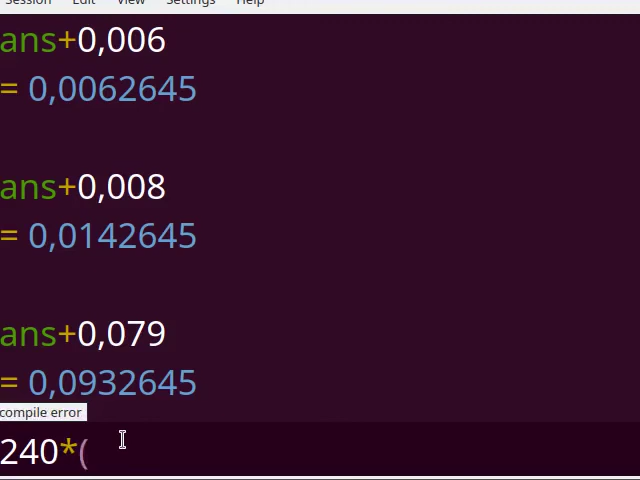 Session Edit View Settings Help
ans+0,006
= 0,0062645
ans+0,008
= 0,0142645
ans+0,079
= 0,0932645
compile error
240*(